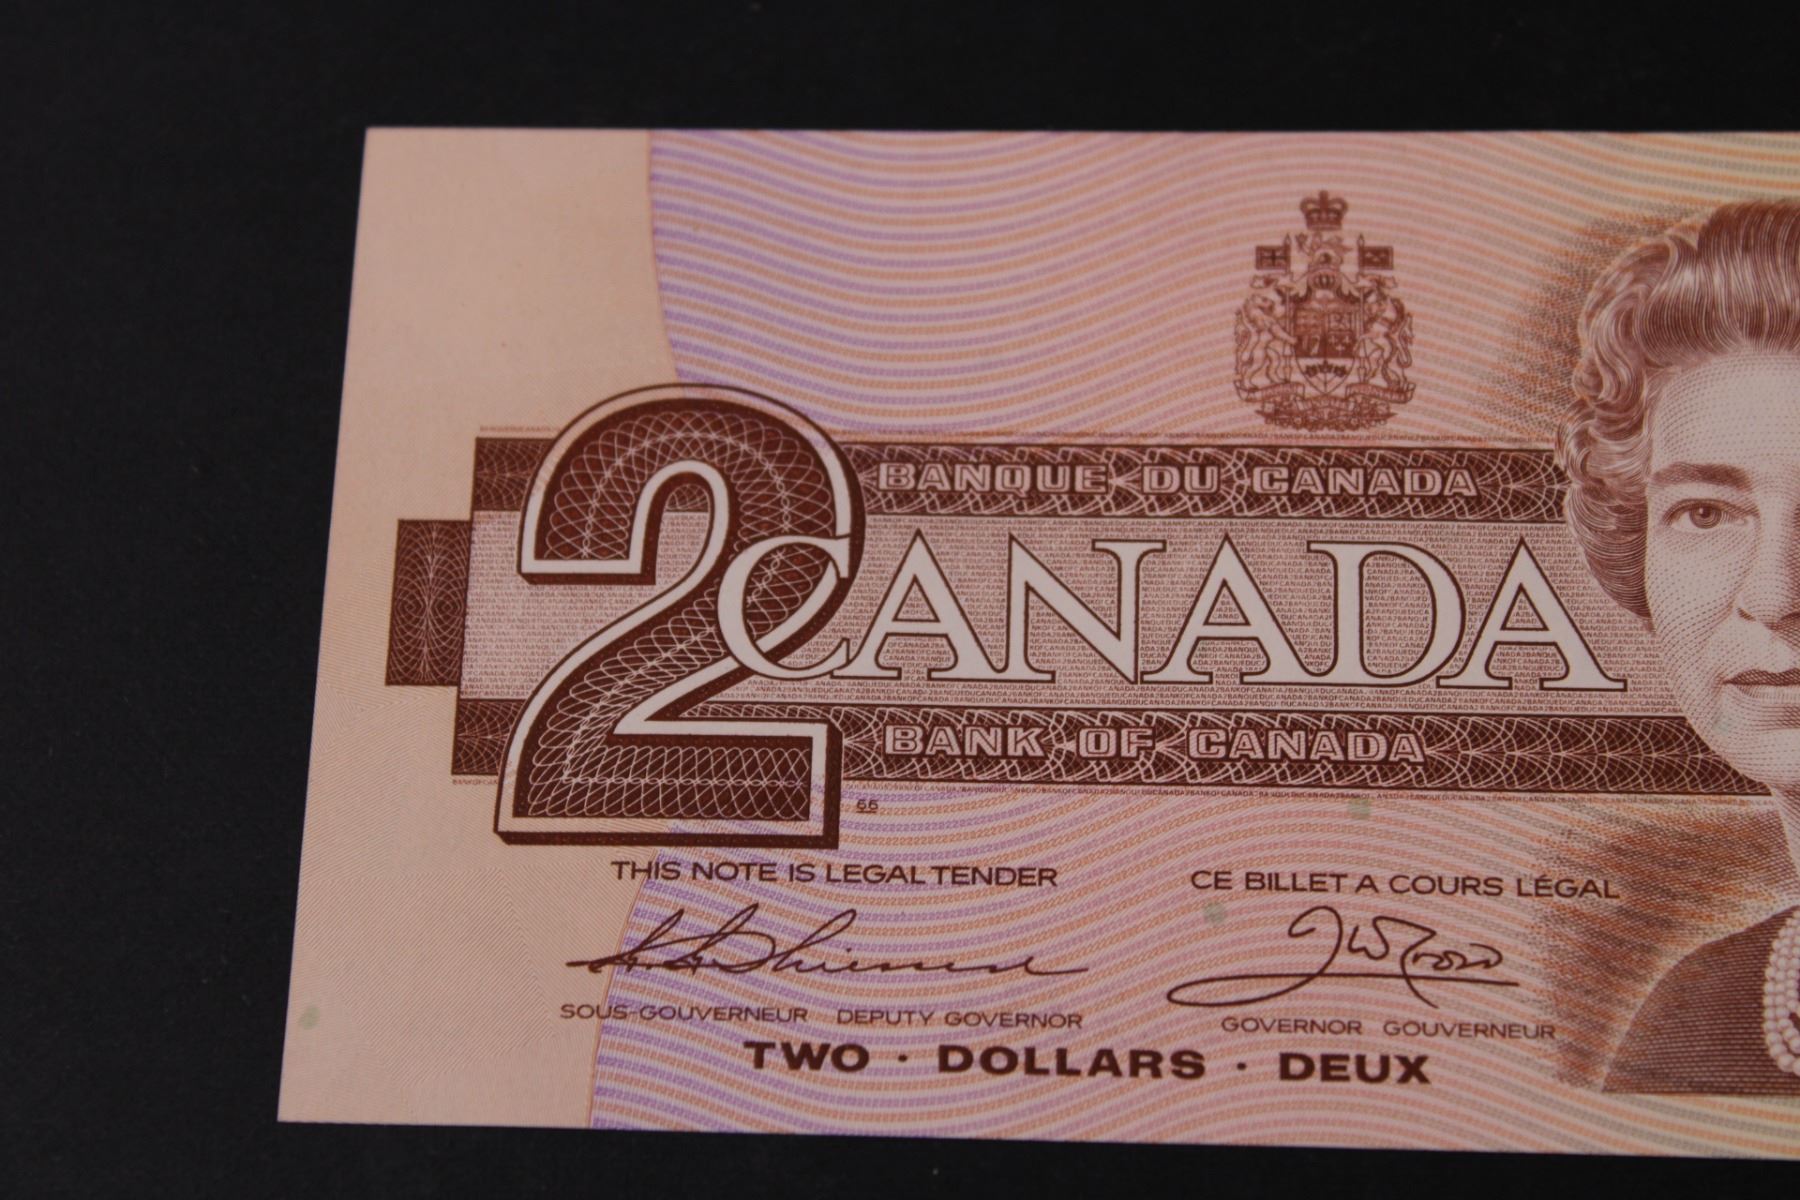 BANQUE DU CANADA
2 CANADA
BANK OF CANADA
66
THIS NOTE IS LEGAL TENDER
CE BILLET A COURS LÉGAL
SOUS-GOUVERNEUR DEPUTY GOVERNOR
GOVERNOR GOUVERNEUR
TWO · DOLLARS · DEUX